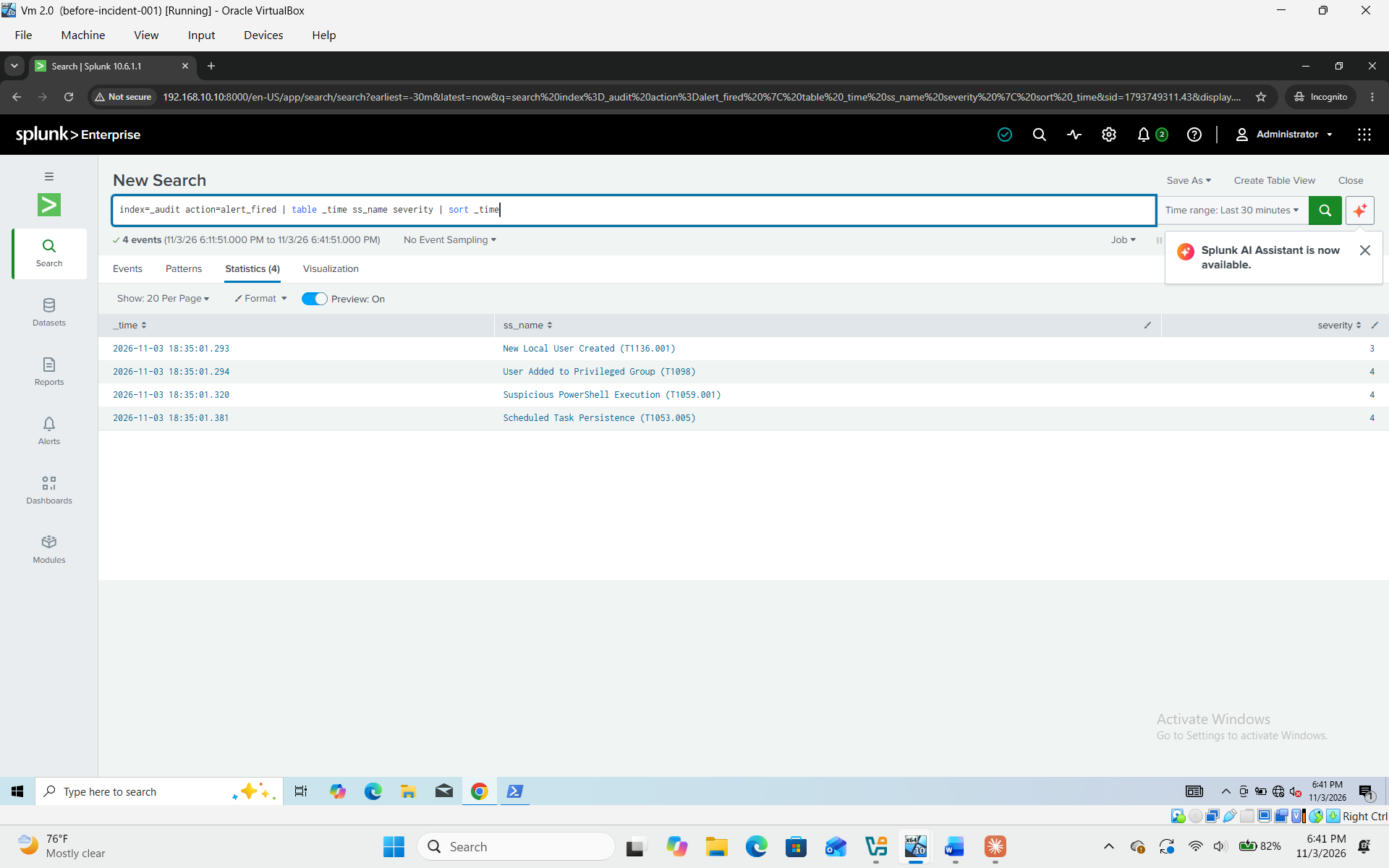 Vm 2.0 (before-incident-001) [Running] - Oracle VirtualBox
File Machine View Input Devices Help
Search | Splunk 10.6.1.1
Not secure 192.168.10.10:8000/en-US/app/search/search?earliest=-30m&latest=now&q=search%20index%3D_audit%20action%3Dalert_fired%20%7C%20table%20_time%20ss_name%20severity%20%7C%20sort%20_time&sid=1793749311.43&display.... Incognito
splunk>Enterprise 2 Administrator
New Search Save As Create Table View Close
index=_audit action=alert_fired | table _time ss_name severity | sort _time Time range: Last 30 minutes
4 events (11/3/26 6:11:51.000 PM to 11/3/26 6:41:51.000 PM) No Event Sampling Job
Splunk AI Assistant is now available.
Search
Datasets
Reports
Alerts
Dashboards
Modules
Events Patterns Statistics (4) Visualization
Show: 20 Per Page Format Preview: On
_time ss_name severity
2026-11-03 18:35:01.293 New Local User Created (T1136.001) 3
2026-11-03 18:35:01.294 User Added to Privileged Group (T1098) 4
2026-11-03 18:35:01.320 Suspicious PowerShell Execution (T1059.001) 4
2026-11-03 18:35:01.381 Scheduled Task Persistence (T1053.005) 4
Activate Windows
Go to Settings to activate Windows.
Type here to search
6:41 PM
11/3/2026
1
Right Ctrl
76°F
Mostly clear
Search
82%
6:41 PM
11/3/2026